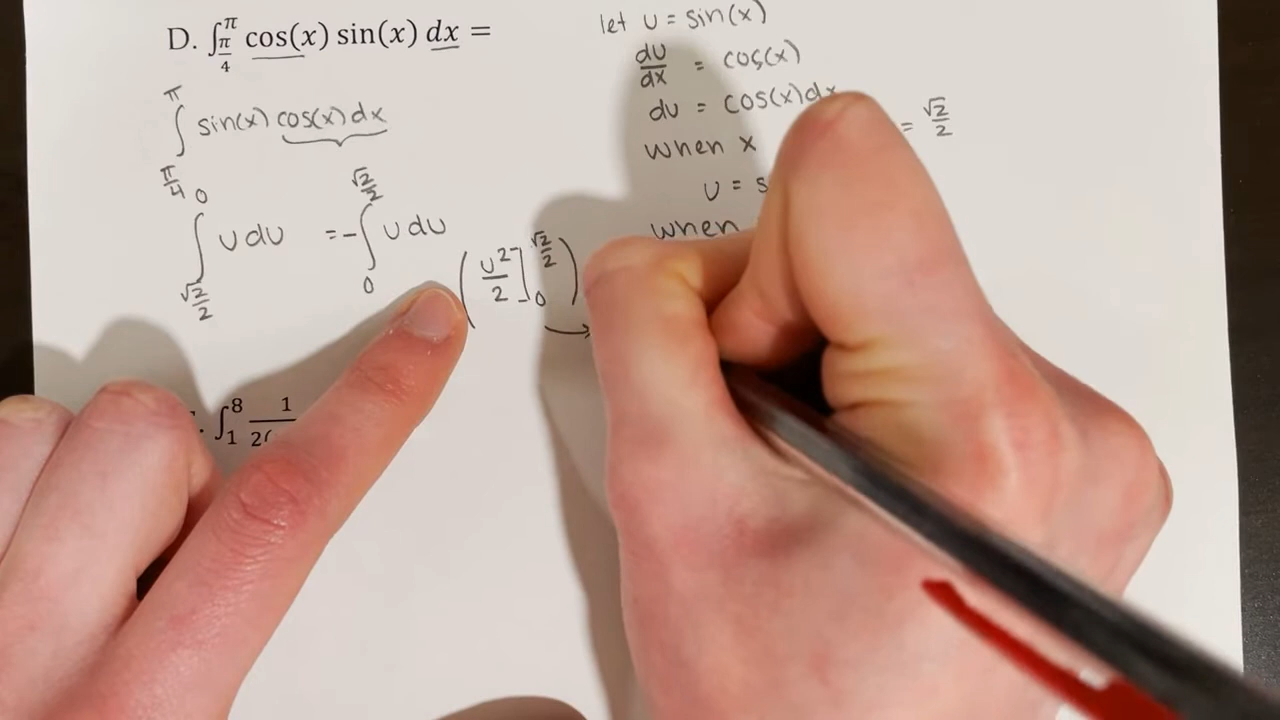 D. ∫_{π/4}^{π} cos(x) sin(x) dx =
∫_{π/4}^{π} sin(x) cos(x) dx
∫_{√2/2}^{0} u du = - ∫_{0}^{√2/2} u du
( u²/2 ]_{0}^{√2/2} ) →
let u = sin(x)
du/dx = cos(x)
du = cos(x)dx
when x = √2/2
u = s
when
∫_{1}^{8} 1/2(